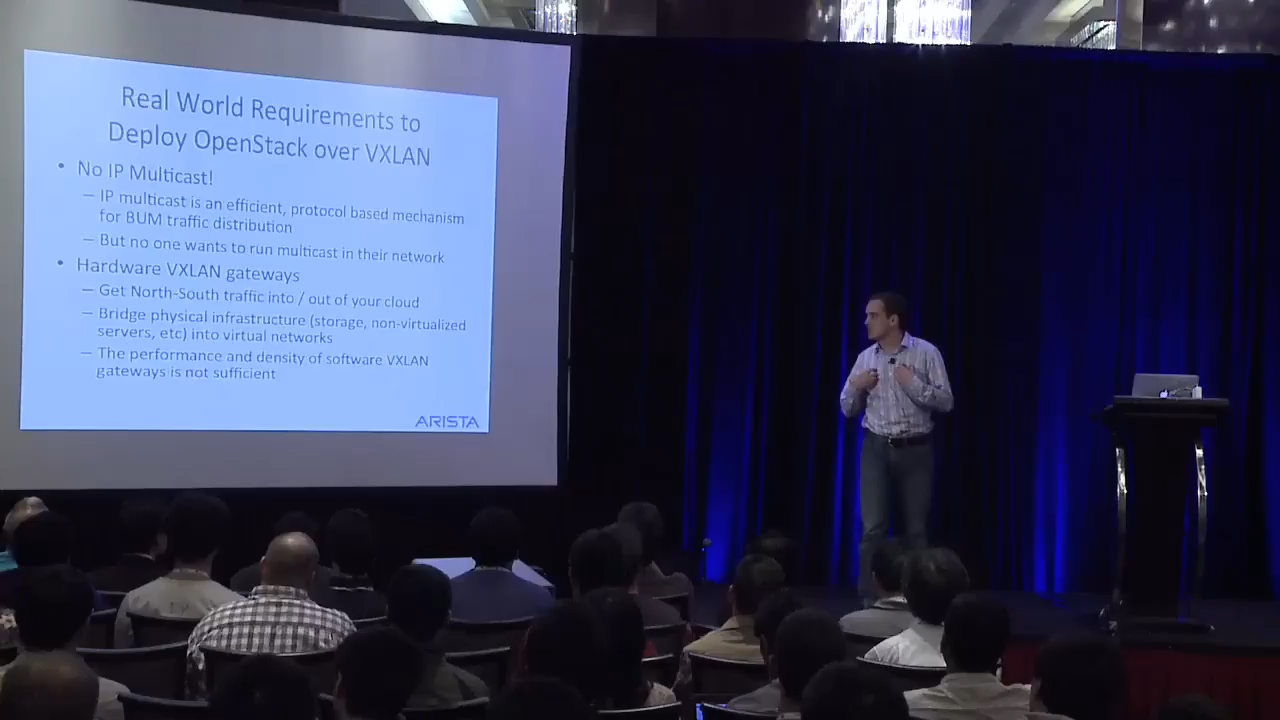 Real World Requirements to
Deploy OpenStack over VXLAN
• No IP Multicast!
– IP multicast is an efficient, protocol based mechanism
for BUM traffic distribution
– But no one wants to run multicast in their network
• Hardware VXLAN gateways
– Get North-South traffic into / out of your cloud
– Bridge physical infrastructure (storage, non-virtualized
servers, etc) into virtual networks
– The performance and density of software VXLAN
gateways is not sufficient
ARISTA